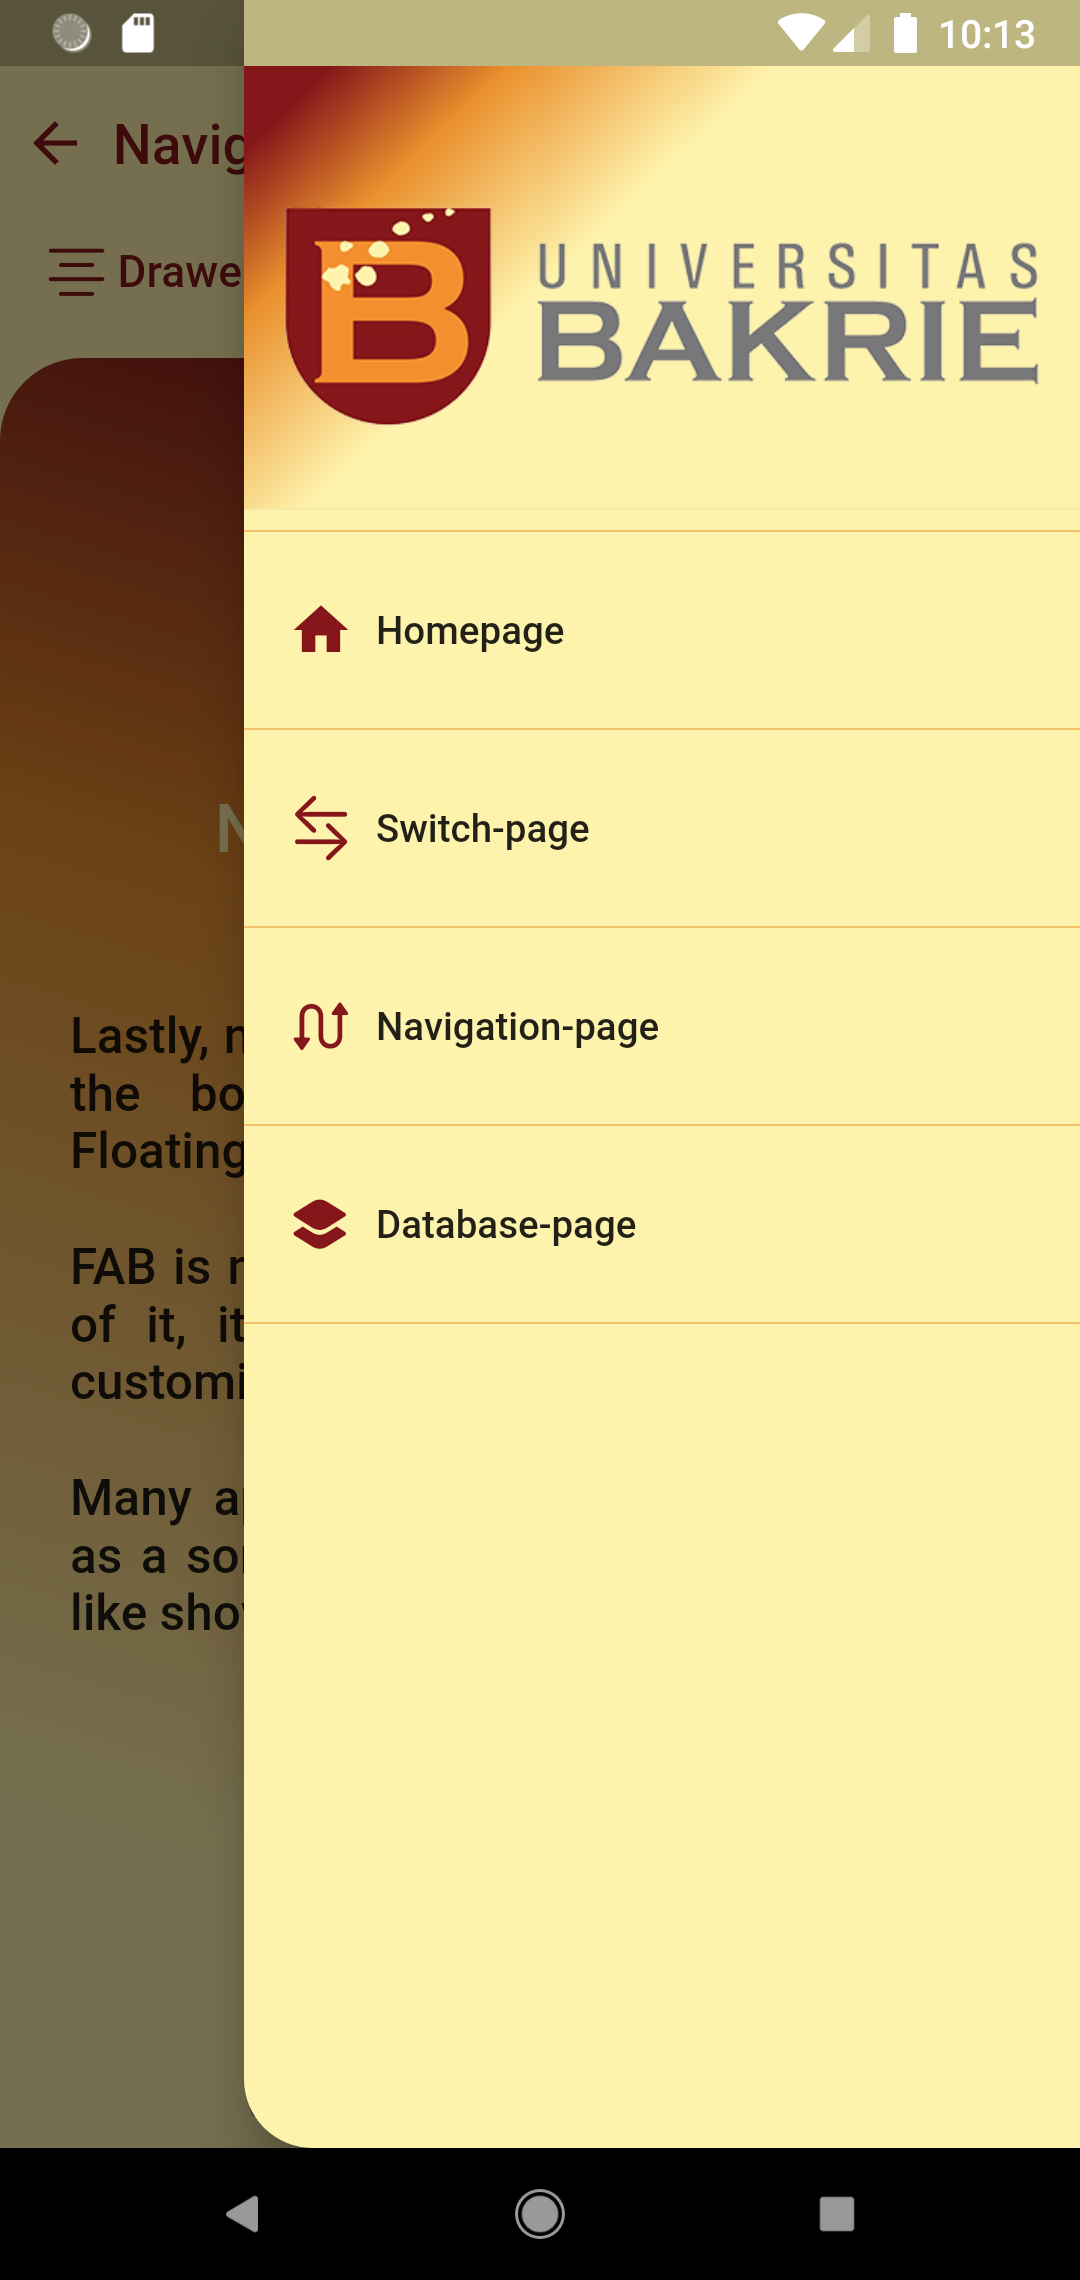 10:13
Navig
Drawe
B
UNIVERSITAS
BAKRIE
Homepage
Switch-page
Navigation-page
Database-page
N
Lastly,
the bo
Floating
FAB is
of it, it
customi
Many a
as a so
like sho